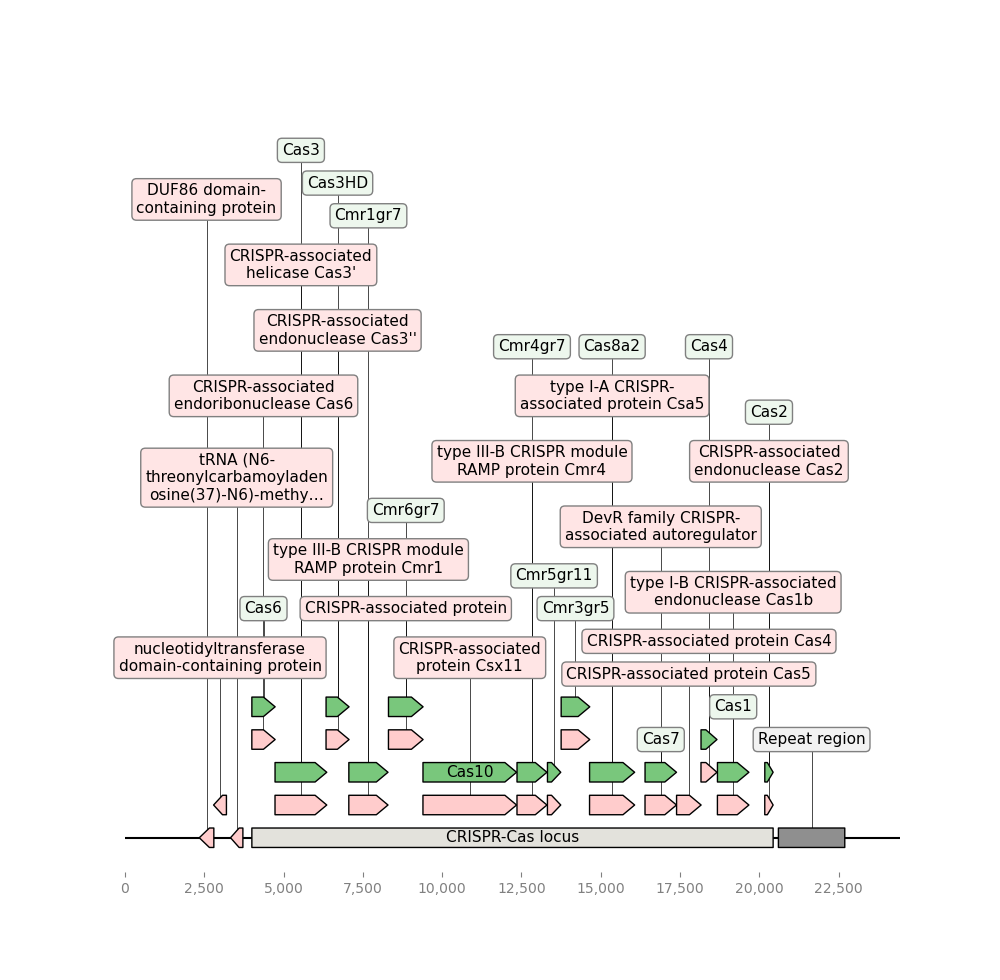 Cas3
Cas3HD
DUF86 domain-
containing protein
Cmr1gr7
CRISPR-associated
helicase Cas3'
CRISPR-associated
endonuclease Cas3''
Cmr4gr7
Cas8a2
Cas4
CRISPR-associated
endoribonuclease Cas6
type I-A CRISPR-
associated protein Csa5
Cas2
tRNA (N6-
threonylcarbamoyladen
osine(37)-N6)-methy…
type III-B CRISPR module
RAMP protein Cmr4
CRISPR-associated
endonuclease Cas2
Cmr6gr7
DevR family CRISPR-
associated autoregulator
type III-B CRISPR module
RAMP protein Cmr1
Cmr5gr11
type I-B CRISPR-associated
endonuclease Cas1b
Cas6
CRISPR-associated protein
Cmr3gr5
CRISPR-associated protein Cas4
nucleotidyltransferase
domain-containing protein
CRISPR-associated
protein Csx11
CRISPR-associated protein Cas5
Cas1
Cas7
Repeat region
Cas10
CRISPR-Cas locus
0
2,500
5,000
7,500
10,000
12,500
15,000
17,500
20,000
22,500